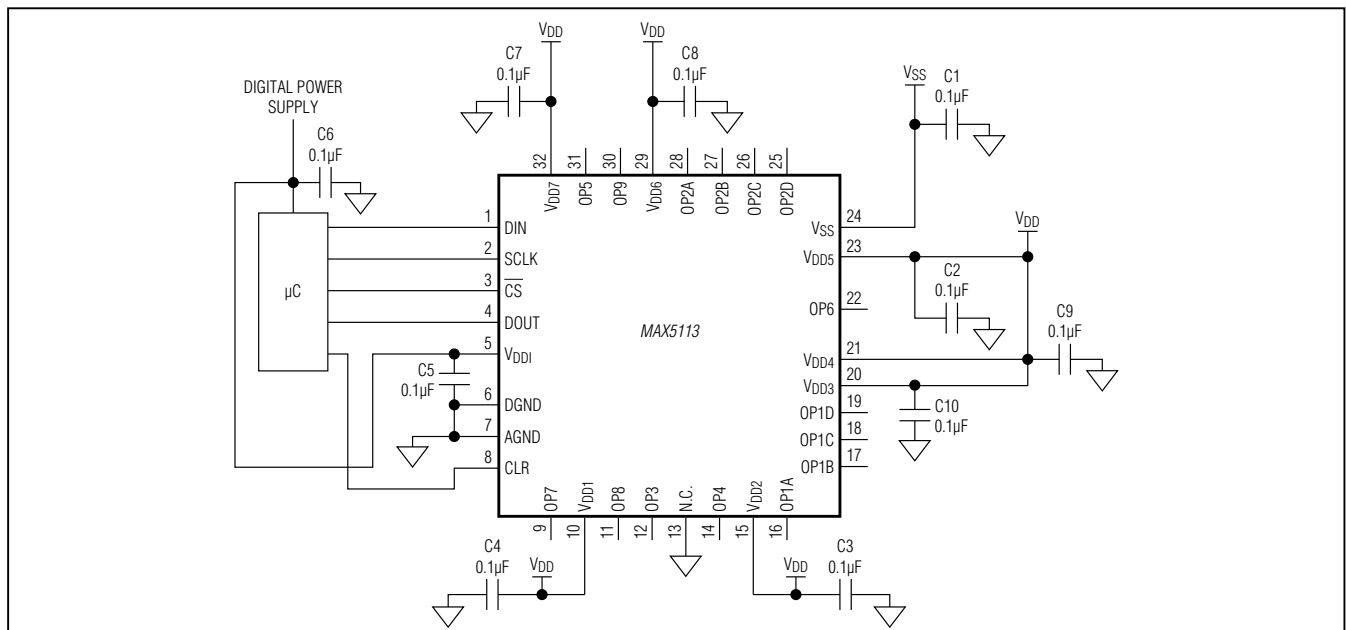 VDD
C7
0.1µF
VDD
C8
0.1µF
DIGITAL POWER
SUPPLY
C6
0.1µF
VSS
C1
0.1µF
32
31
30
29
28
27
26
25
VDD7
OP5
OP9
VDD6
OP2A
OP2B
OP2C
OP2D
µC
1
DIN
2
SCLK
3
CS
4
DOUT
5
VDDI
C5
0.1µF
6
DGND
7
AGND
8
CLR
MAX5113
VSS
24
VDD
VDD5
23
C2
0.1µF
OP6
22
C9
0.1µF
VDD4
21
VDD3
20
C10
0.1µF
OP1D
19
OP1C
18
OP1B
17
OP7
VDD1
OP8
OP3
N.C.
OP4
VDD2
OP1A
9
10
11
12
13
14
15
16
C4
0.1µF
VDD
VDD
C3
0.1µF